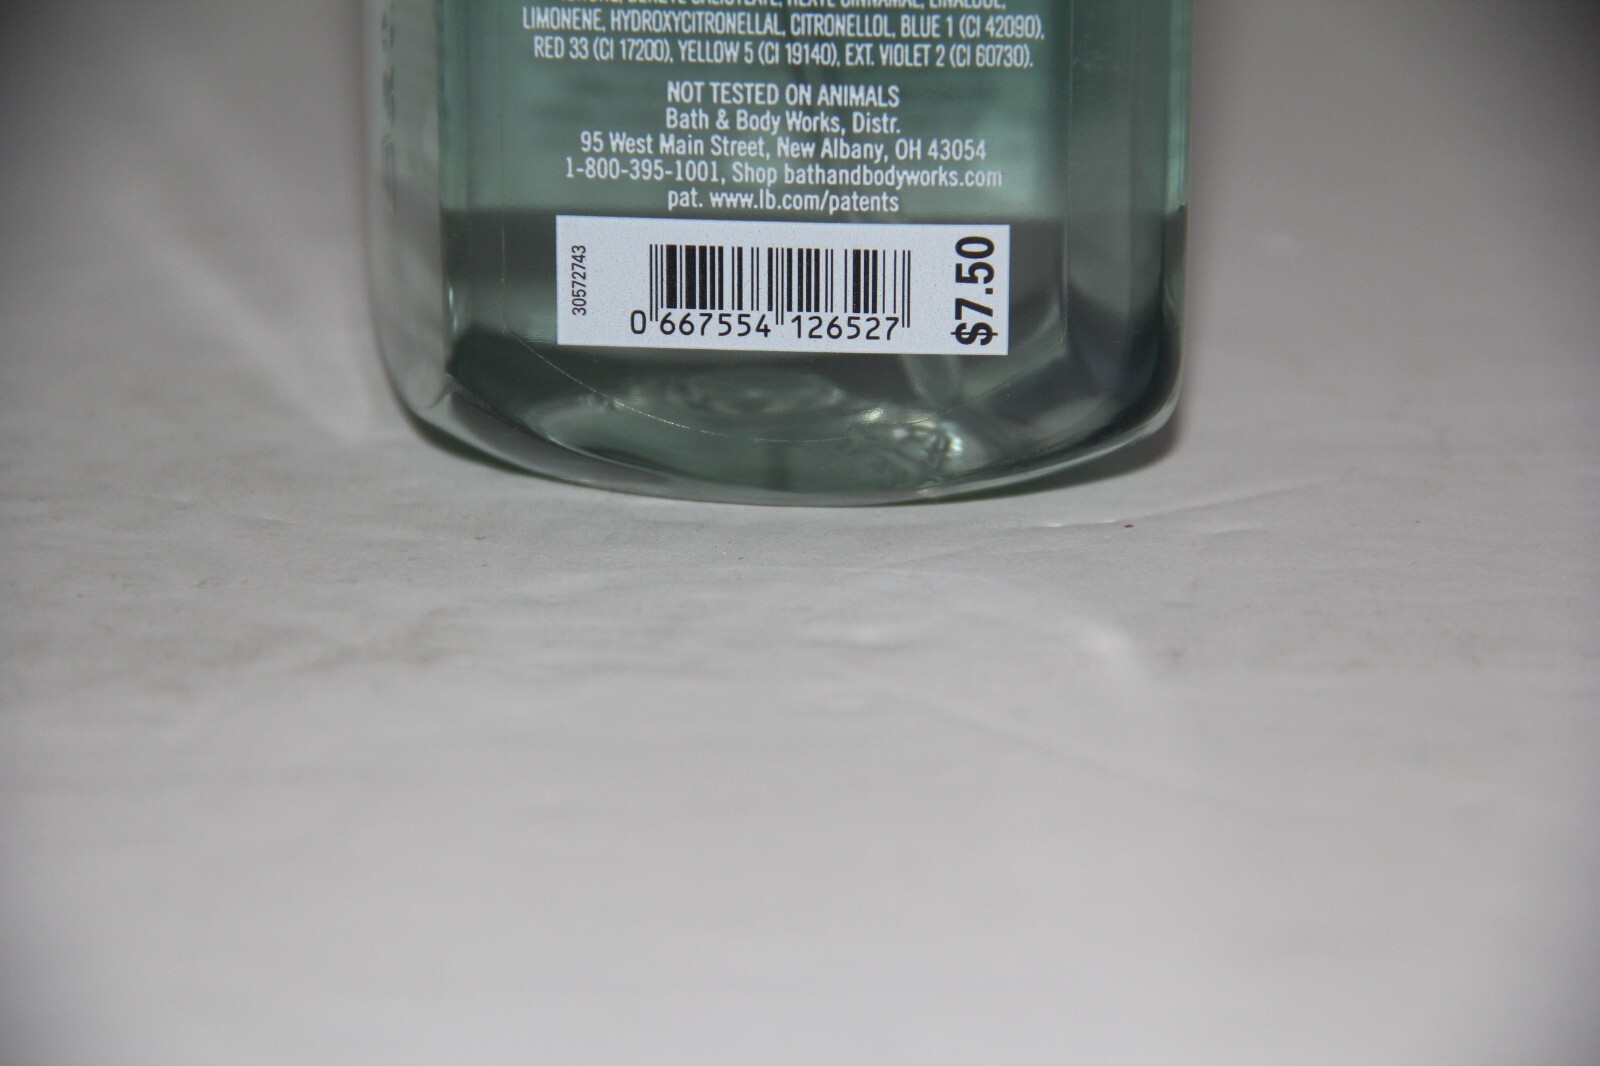 LIMONENE, HYDROXYCITRONELLAL, CITRONELLOL, BLUE 1 (CI 42090),
RED 33 (CI 17200), YELLOW 5 (CI 19140), EXT. VIOLET 2 (CI 60730).
NOT TESTED ON ANIMALS
Bath & Body Works, Distr.
95 West Main Street, New Albany, OH 43054
1-800-395-1001, Shop bathandbodyworks.com
pat. www.lb.com/patents
30572743
0 667554 126527
$7.50